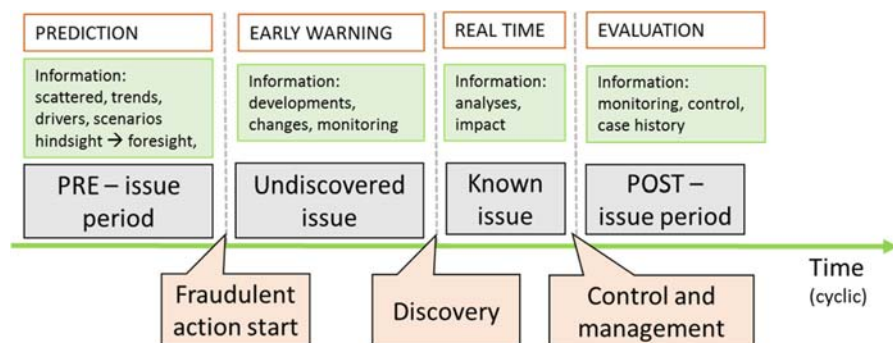 PREDICTION
EARLY WARNING
REAL TIME
EVALUATION
Information:
scattered, trends,
drivers, scenarios
hindsight → foresight,
Information:
developments,
changes, monitoring
Information:
analyses,
impact
Information:
monitoring, control,
case history
PRE – issue
period
Undiscovered
issue
Known
issue
POST –
issue period
Fraudulent
action start
Discovery
Control and
management
Time
(cyclic)